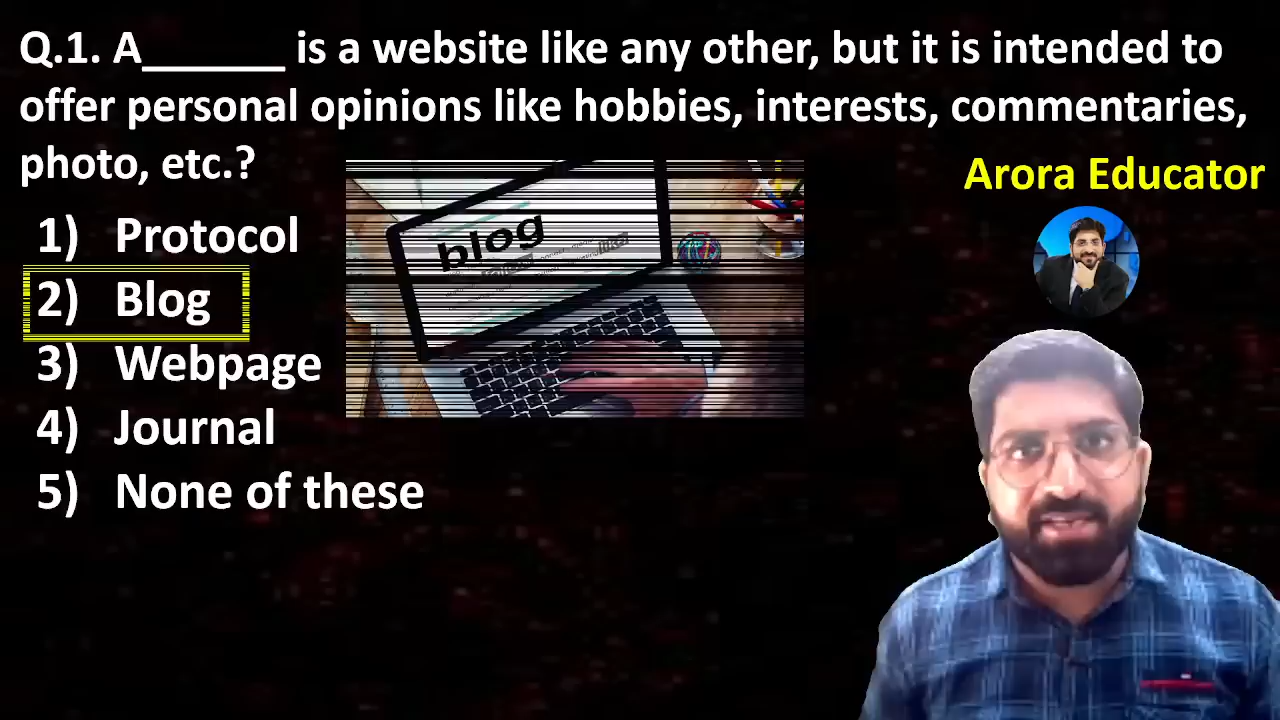 Q.1. A______ is a website like any other, but it is intended to
offer personal opinions like hobbies, interests, commentaries,
photo, etc.?
Arora Educator
1) Protocol
2) Blog
3) Webpage
4) Journal
5) None of these
blog